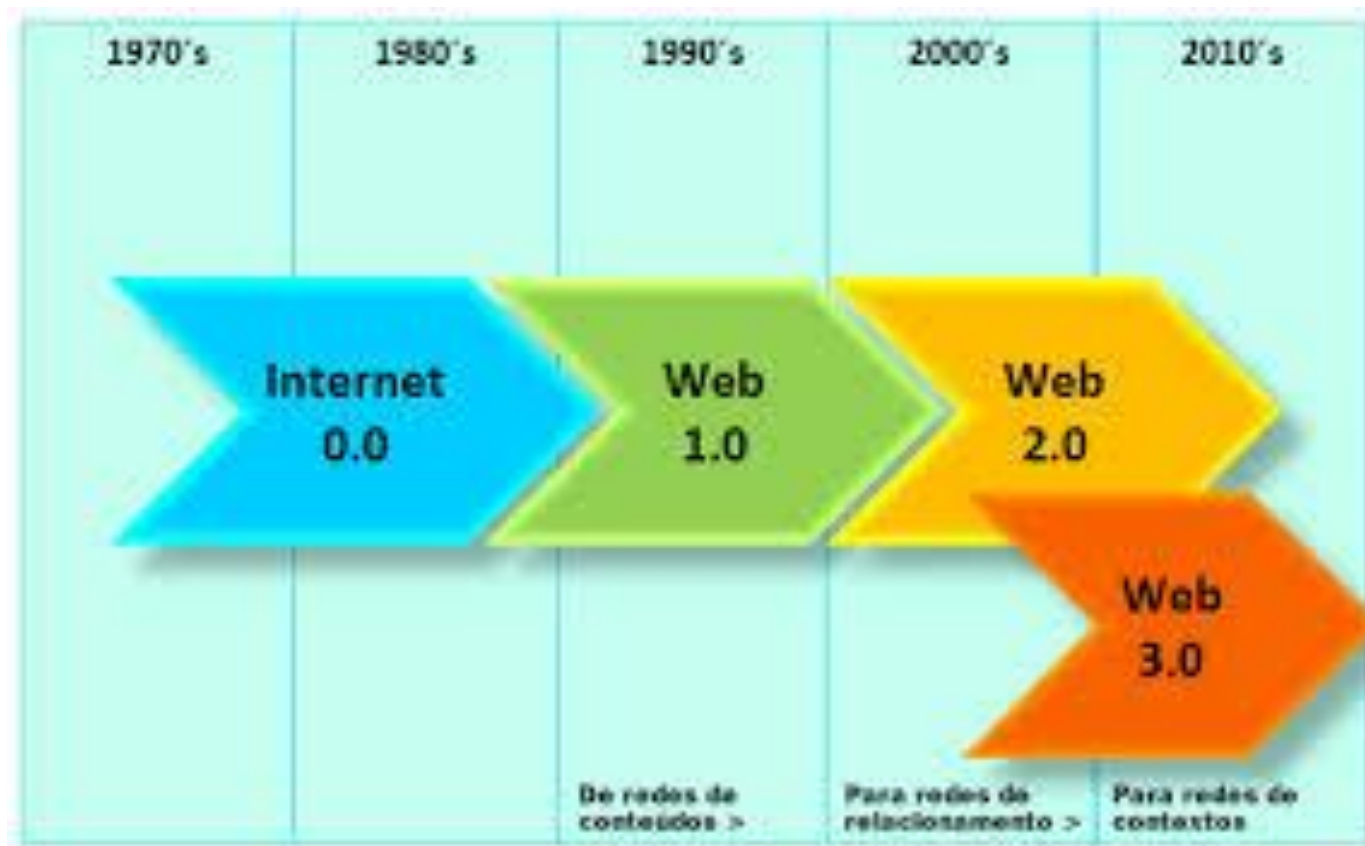 1970´s
1980´s
1990´s
2000´s
2010´s
Internet
0.0
Web
1.0
Web
2.0
Web
3.0
De redes de
conteúdos >
Para redes de
relacionamento >
Para redes de
contextos